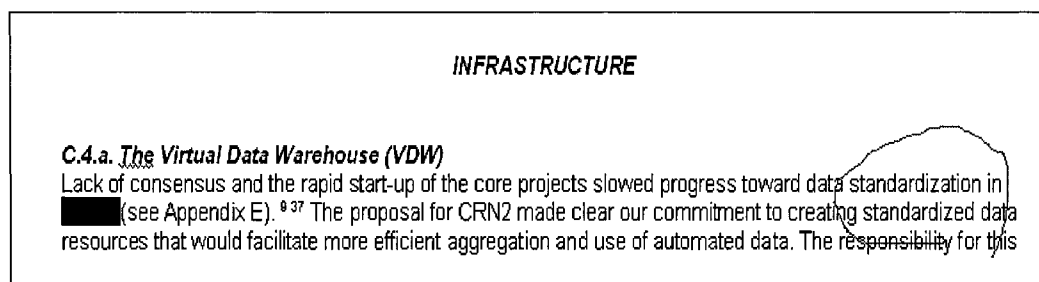 INFRASTRUCTURE
C.4.a. The Virtual Data Warehouse (VDW)
Lack of consensus and the rapid start-up of the core projects slowed progress toward data standardization in
(see Appendix E). 9 37 The proposal for CRN2 made clear our commitment to creating standardized data
resources that would facilitate more efficient aggregation and use of automated data. The responsibility for this